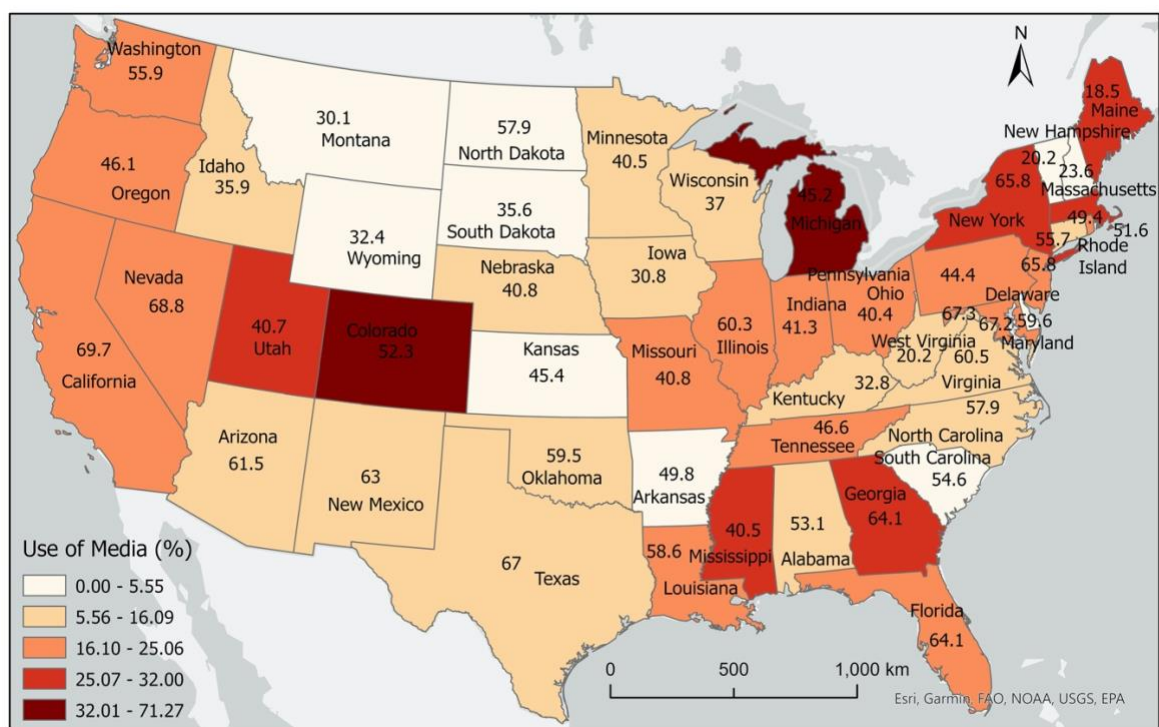 N
Washington
55.9
30.1
Montana
57.9
North Dakota
Minnesota
40.5
18.5
Maine
New Hampshire
46.1
Oregon
Idaho
35.9
35.6
South Dakota
Wisconsin
37
45.2
Michigan
20.2
23.6
Massachusetts
65.8
New York
49.4
51.6
55.7
Rhode
Island
32.4
Wyoming
Nevada
68.8
Nebraska
40.8
Iowa
30.8
Pennsylvania
44.4
65.8
Ohio
40.4
Indiana
41.3
Delaware
59.6
67.3
67.2
Maryland
69.7
California
40.7
Utah
Colorado
52.3
Kansas
45.4
Missouri
40.8
60.3
Illinois
West Virginia
20.2
60.5
Virginia
32.8
Kentucky
Arizona
61.5
63
New Mexico
59.5
Oklahoma
49.8
Arkansas
46.6
Tennessee
57.9
North Carolina
South Carolina
54.6
Georgia
64.1
40.5
Mississippi
53.1
Alabama
67
Texas
58.6
Louisiana
Florida
64.1
Use of Media (%)
0.00 - 5.55
5.56 - 16.09
16.10 - 25.06
25.07 - 32.00
32.01 - 71.27
0 500 1,000 km
Esri, Garmin, FAO, NOAA, USGS, EPA